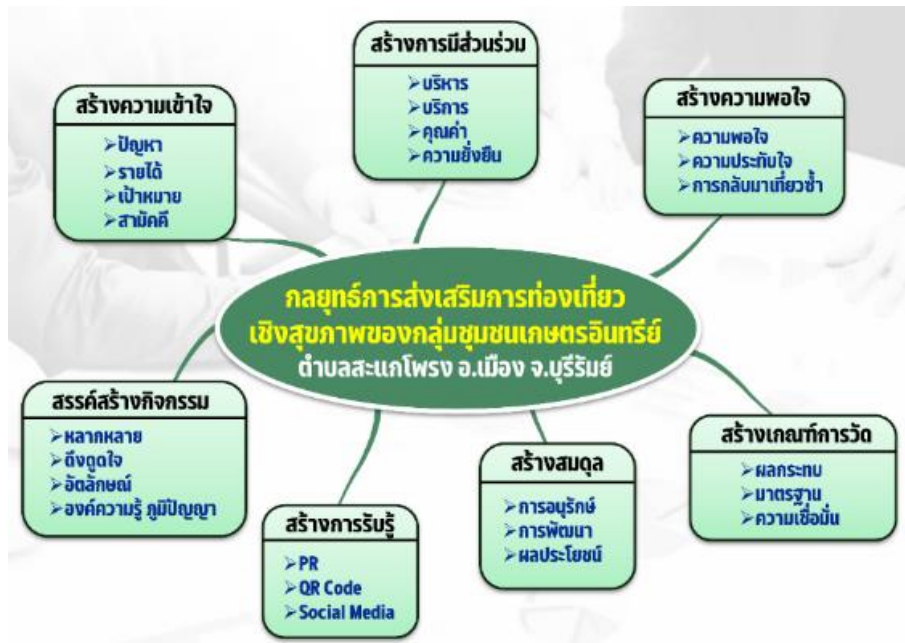 สร้างการมีส่วนร่วม
➢บริหาร
➢บริการ
➢คุณค่า
➢ความยั่งยืน
สร้างความเข้าใจ
➢ปัญหา
➢รายได้
➢เป้าหมาย
➢สามัคคี
สร้างความพอใจ
➢ความพอใจ
➢ความประทับใจ
➢การกลับมาเที่ยวซ้ำ
กลยุทธ์การส่งเสริมการท่องเที่ยว
เชิงสุขภาพของกลุ่มชุมชนเกษตรอินทรีย์
ตำบลสะแกโพรง อ.เมือง จ.บุรีรัมย์
สรรค์สร้างกิจกรรม
➢หลากหลาย
➢ดึงดูดใจ
➢อัตลักษณ์
➢องค์ความรู้ ภูมิปัญญา
สร้างการรับรู้
➢PR
➢QR Code
➢Social Media
สร้างสมดุล
➢การอนุรักษ์
➢การพัฒนา
➢ผลประโยชน์
สร้างเกณฑ์การวัด
➢ผลกระทบ
➢มาตรฐาน
➢ความเชื่อมั่น